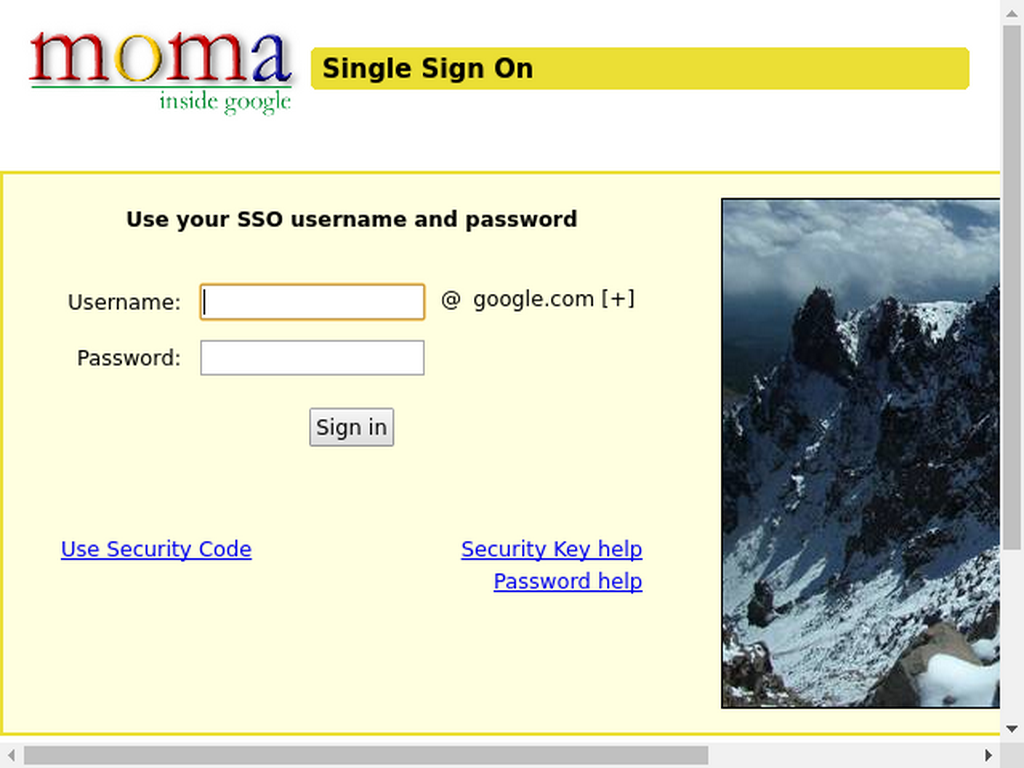 moma
inside google
Single Sign On
Use your SSO username and password
Username:
@ google.com [+]
Password:
Sign in
Use Security Code
Security Key help
Password help